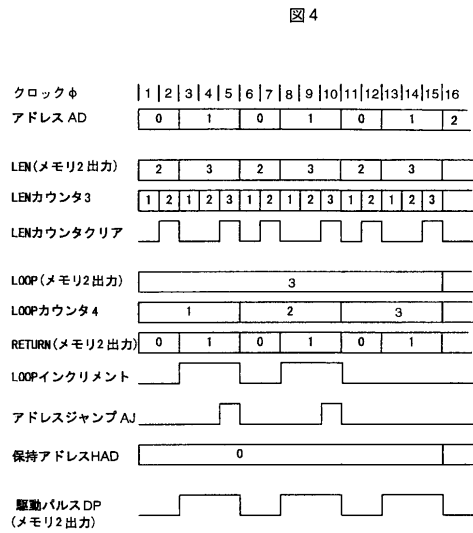 図4
クロックφ 1 2 3 4 5 6 7 8 9 10 11 12 13 14 15 16
アドレス AD 0 1 0 1 0 1 2
LEN(メモリ2出力) 2 3 2 3 2 3
LENカウンタ3 1 2 1 2 3 1 2 1 2 3 1 2 1 2 3
LENカウンタクリア
LOOP(メモリ2出力) 3
LOOPカウンタ4 1 2 3
RETURN(メモリ2出力) 0 1 0 1 0 1
LOOPインクリメント
アドレスジャンプ AJ
保持アドレスHAD 0
駆動パルスDP
(メモリ2出力)